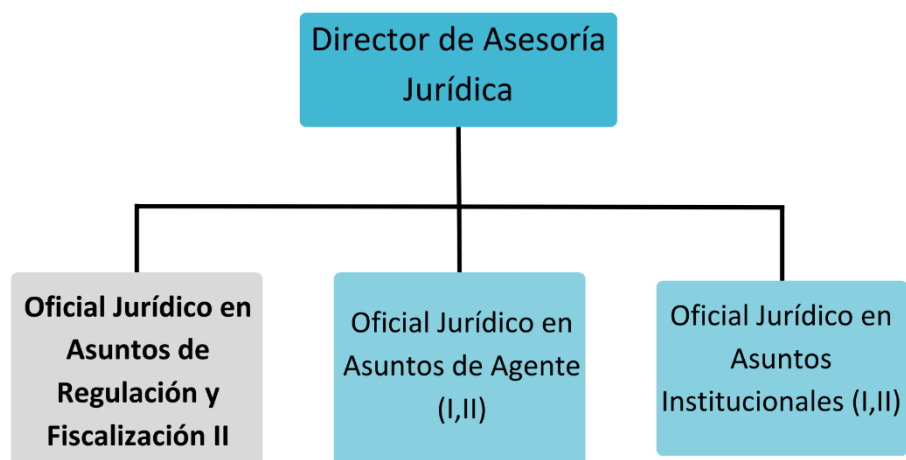 Director de Asesoría
Jurídica
Oficial Jurídico en
Asuntos de
Regulación y
Fiscalización II
Oficial Jurídico en
Asuntos de Agente
(I,II)
Oficial Jurídico en
Asuntos
Institucionales (I,II)